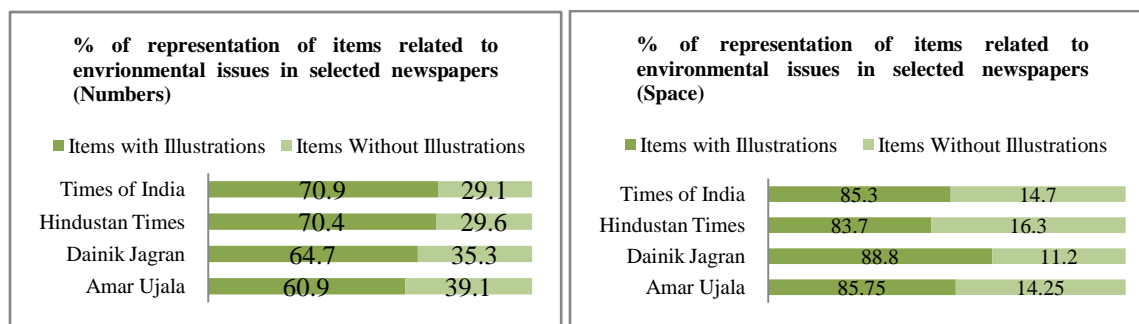 % of representation of items related to
envrionmental issues in selected newspapers
(Numbers)
Items with Illustrations Items Without Illustrations
Times of India 70.9 29.1
Hindustan Times 70.4 29.6
Dainik Jagran 64.7 35.3
Amar Ujala 60.9 39.1
% of representation of items related to
environmental issues in selected newspapers
(Space)
Items with Illustrations Items Without Illustrations
Times of India 85.3 14.7
Hindustan Times 83.7 16.3
Dainik Jagran 88.8 11.2
Amar Ujala 85.75 14.25